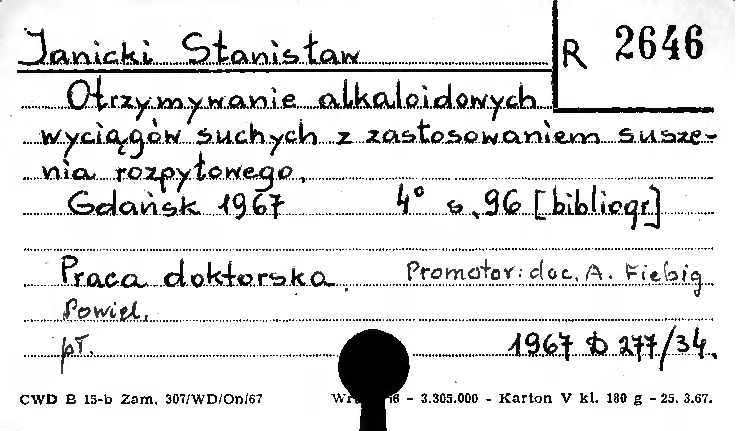 Janicki Stanisław R 2646
Otrzymywanie alkaloidowych
wyciągów suchych z zastosowaniem susze-
nia rozpyłowego.
Gdańsk 1967 4° s. 96 [bibliogr]
Praca doktorska. Promotor: doc. A. Fiebig
Powiel.
pł.
1967 D 277/34.
CWD B 15-b Zam. 307/WD/On/67 - 3.305.000 - Karton V kl. 180 g - 25. 3.67.